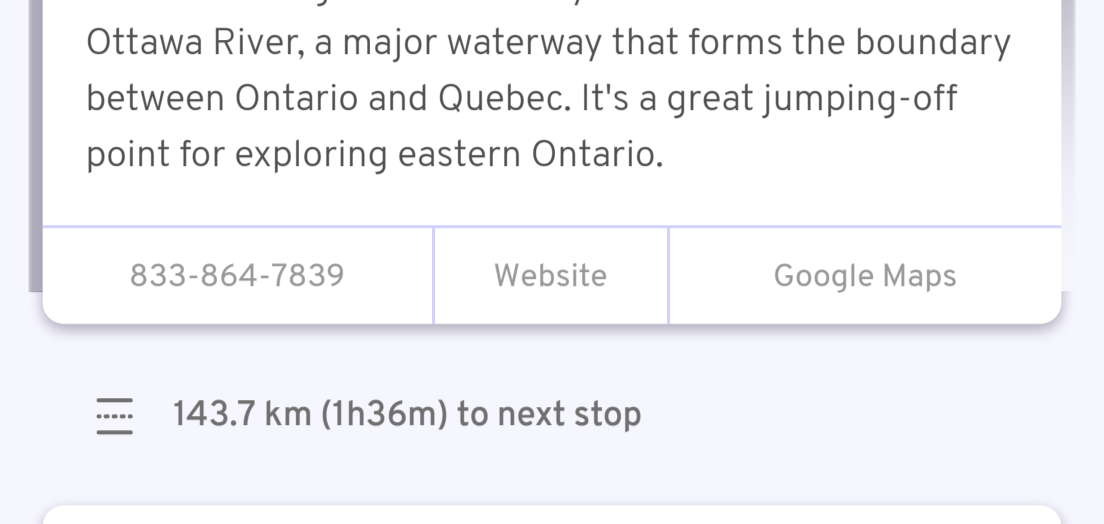 Ottawa River, a major waterway that forms the boundary
between Ontario and Quebec. It's a great jumping-off
point for exploring eastern Ontario.
833-864-7839
Website
Google Maps
143.7 km (1h36m) to next stop